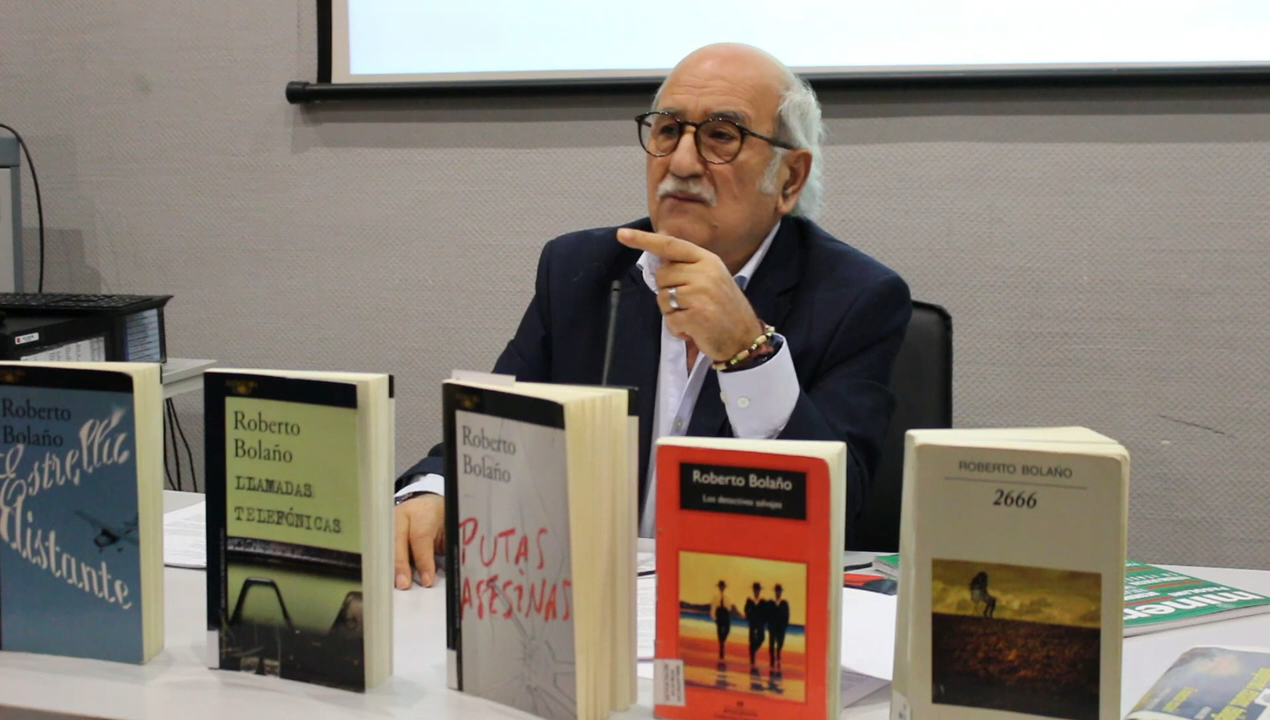 Roberto
Bolaño
Estrella
distante
Roberto
Bolaño
LLAMADAS
TELEFÓNICAS
Roberto
Bolaño
PUTAS
ASESINAS
Roberto Bolaño
Los detectives salvajes
ROBERTO BOLAÑO
2666
miner